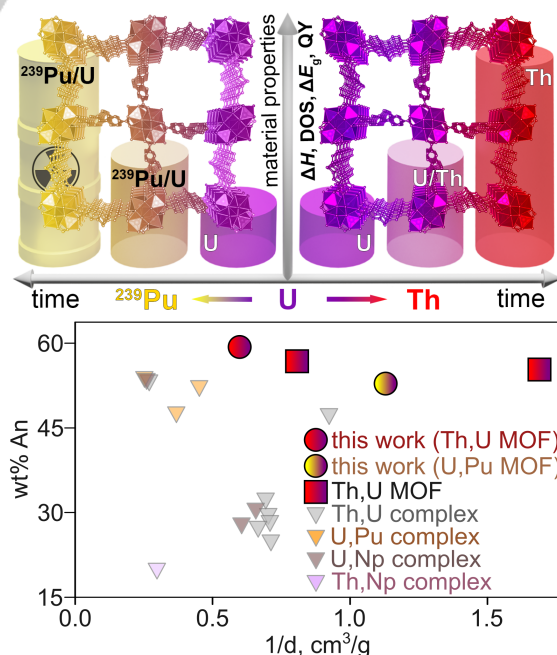 ²³⁹Pu/U
²³⁹Pu/U
U
material properties
ΔH, DOS, ΔEg, QY
Th
U/Th
U
time ²³⁹Pu U Th time
wt% An
60
45
30
15
0.0 0.5 1.0 1.5
1/d, cm³/g
this work (Th,U MOF)
this work (U,Pu MOF)
Th,U MOF
Th,U complex
U,Pu complex
U,Np complex
Th,Np complex